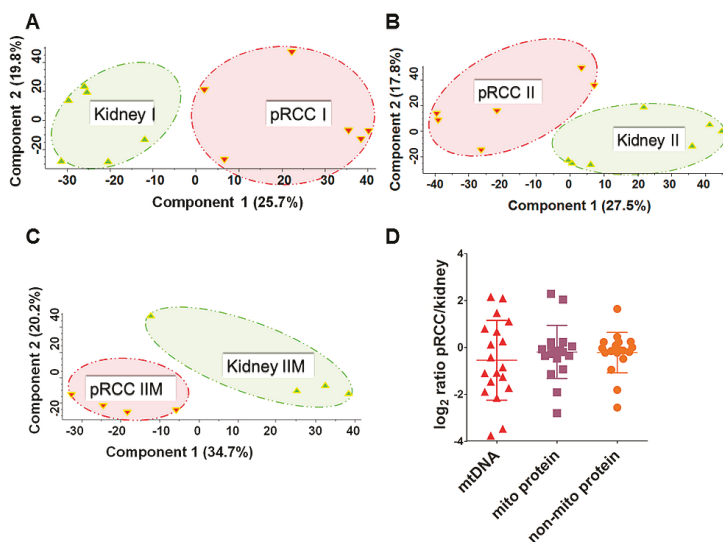 A
Component 2 (19.8%)
40
20
0
-20
Kidney I
pRCC I
-30
-20
-10
0
10
20
30
40
Component 1 (25.7%)
B
Component 2 (17.8%)
40
20
0
-20
pRCC II
Kidney II
-40
-30
-20
-10
0
10
20
30
40
Component 1 (27.5%)
C
Component 2 (20.2%)
40
20
0
-20
pRCC IIM
Kidney IIM
-30
-20
-10
0
10
20
30
40
Component 1 (34.7%)
D
log2 ratio pRCC/kidney
4
2
0
-2
-4
mtDNA
mito protein
non-mito protein